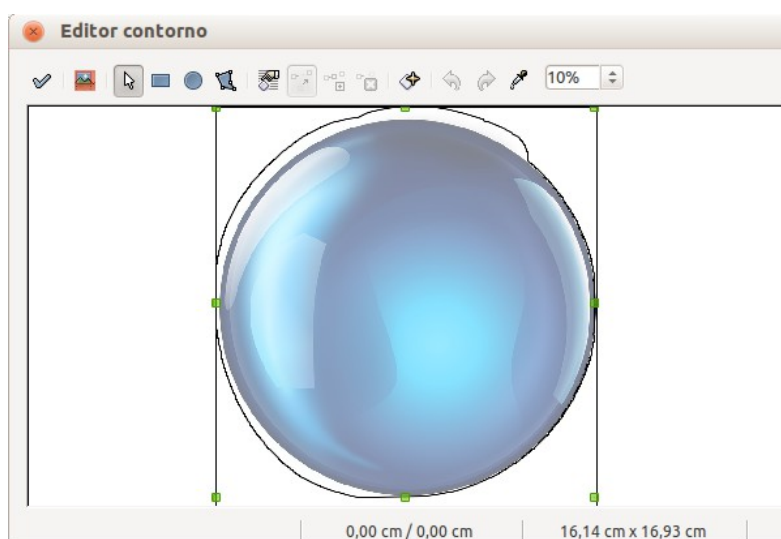 Editor contorno
10%
0,00 cm / 0,00 cm
16,14 cm x 16,93 cm